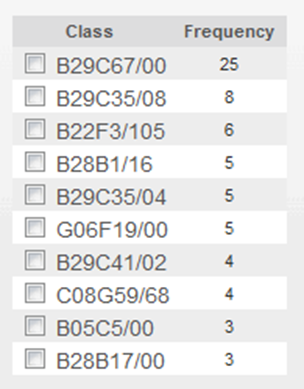 Class Frequency
B29C67/00 25
B29C35/08 8
B22F3/105 6
B28B1/16 5
B29C35/04 5
G06F19/00 5
B29C41/02 4
C08G59/68 4
B05C5/00 3
B28B17/00 3